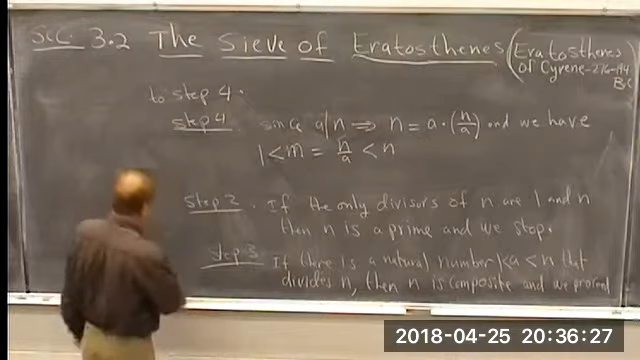 Sec. 3.2 The Sieve of Eratosthenes (Eratosthenes
of Cyrene-276-194
BC
to step 4.
step 4. since a|n ⟹ n = a·(n/a) and we have
1 < m = n/a < n
Step 2. If the only divisors of n are 1 and n
then n is a prime and we stop.
Step 3 If there is a natural number 1<a<n that
divides n, then n is composite and we proceed
2018-04-25 20:36:27